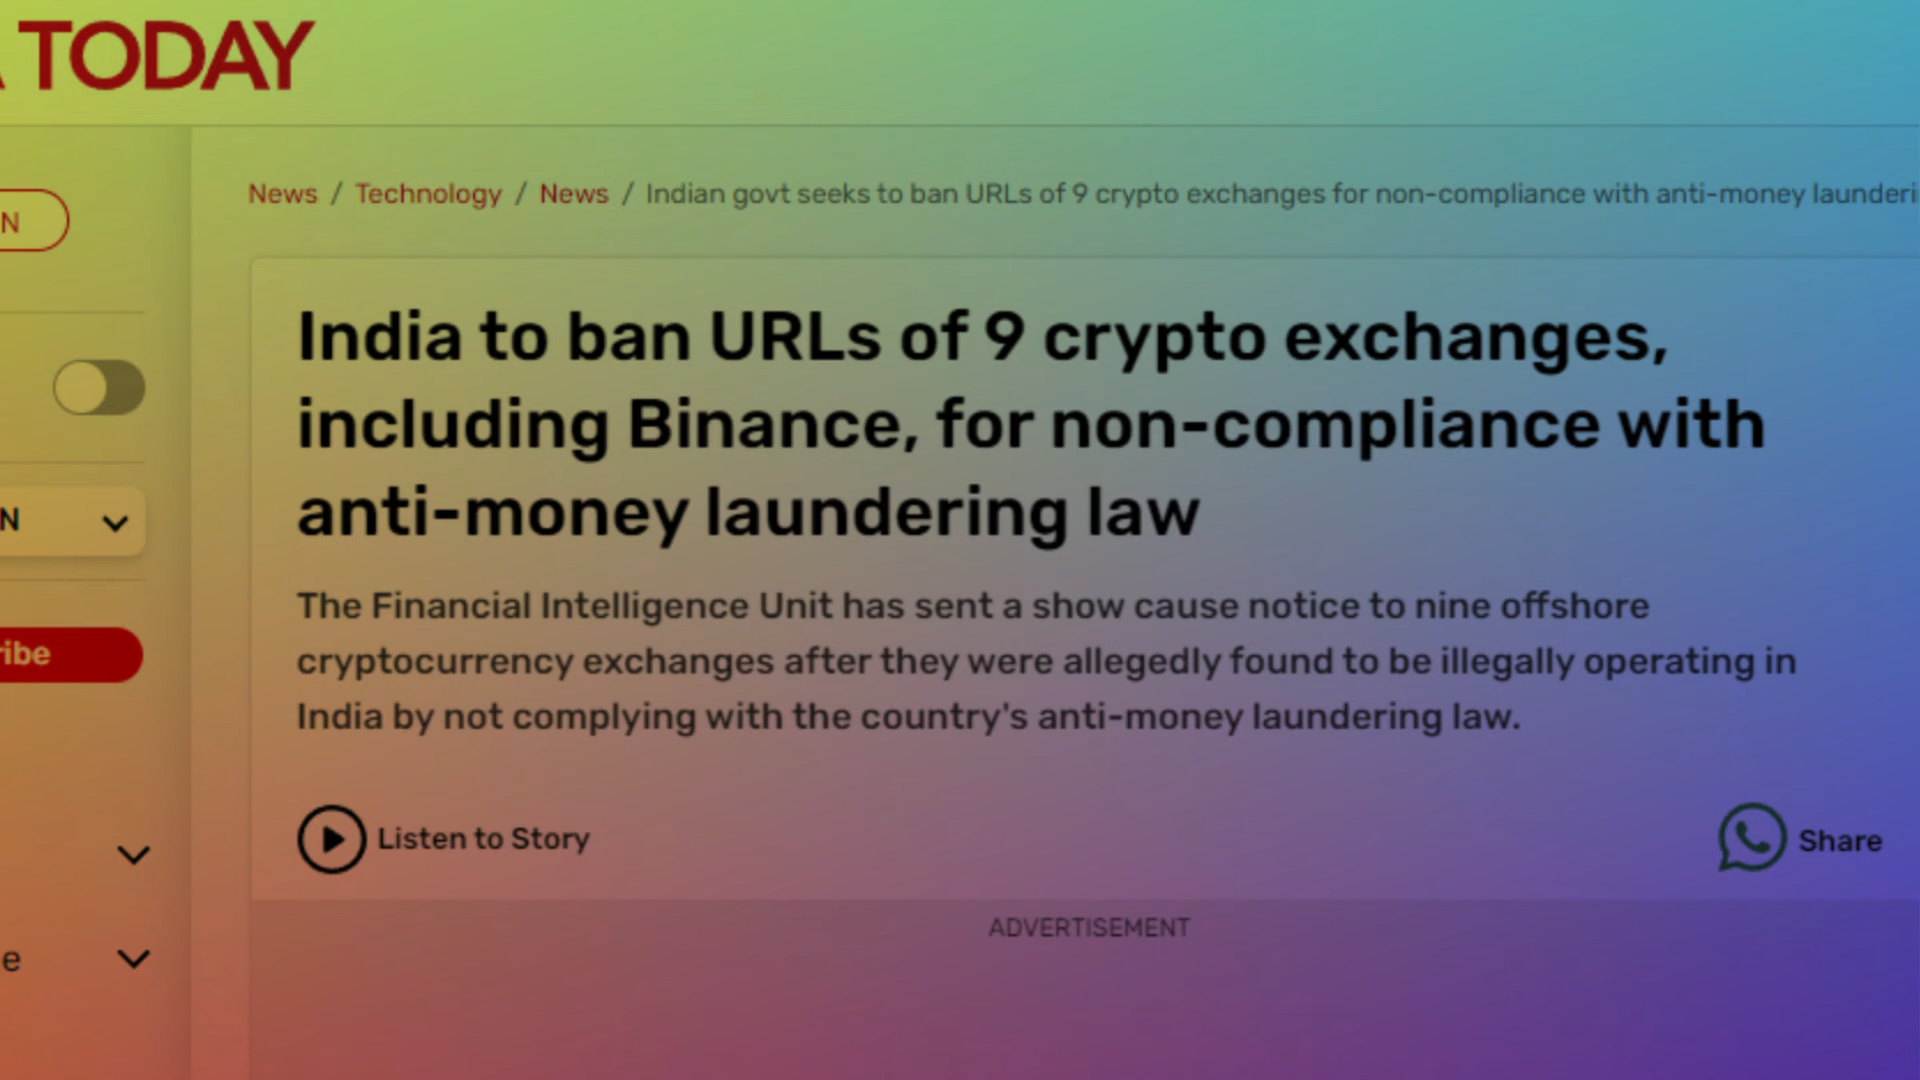 TODAY
N
News / Technology / News / Indian govt seeks to ban URLs of 9 crypto exchanges for non-compliance with anti-money launderi
India to ban URLs of 9 crypto exchanges,
including Binance, for non-compliance with
anti-money laundering law
N
The Financial Intelligence Unit has sent a show cause notice to nine offshore
cryptocurrency exchanges after they were allegedly found to be illegally operating in
India by not complying with the country's anti-money laundering law.
ribe
Listen to Story
Share
ADVERTISEMENT
e